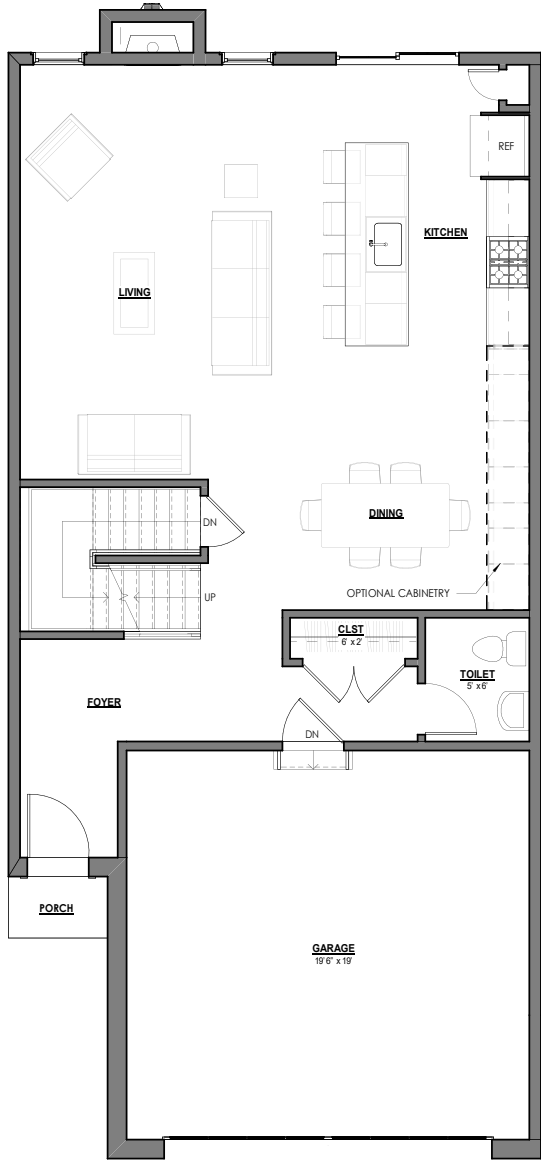 REF
KITCHEN
LIVING
DINING
DN
OPTIONAL CABINETRY
UP
CLST
6' x 2'
TOILET
5' x 6'
FOYER
DN
PORCH
GARAGE
19' 6" x 19'